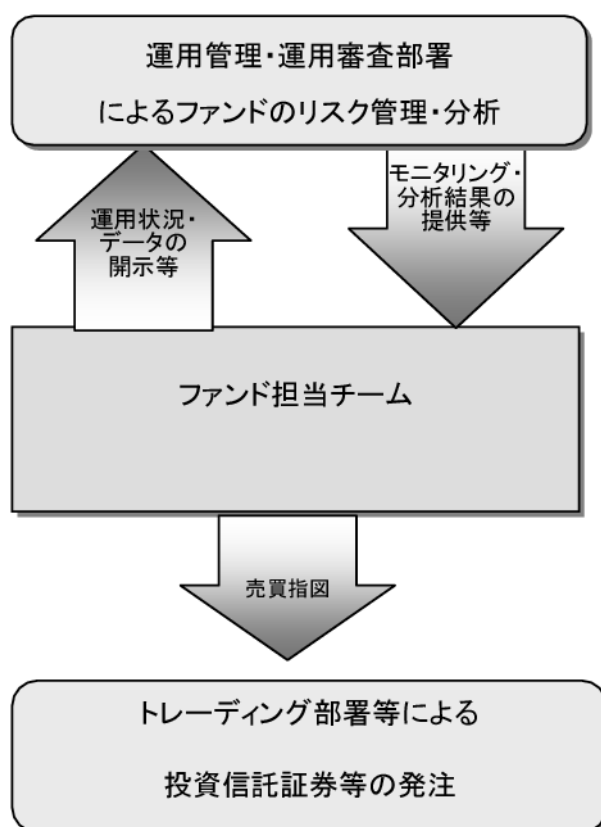 運用管理・運用審査部署
によるファンドのリスク管理・分析
運用状況・
データの
開示等
モニタリング・
分析結果の
提供等
ファンド担当チーム
売買指図
トレーディング部署等による
投資信託証券等の発注